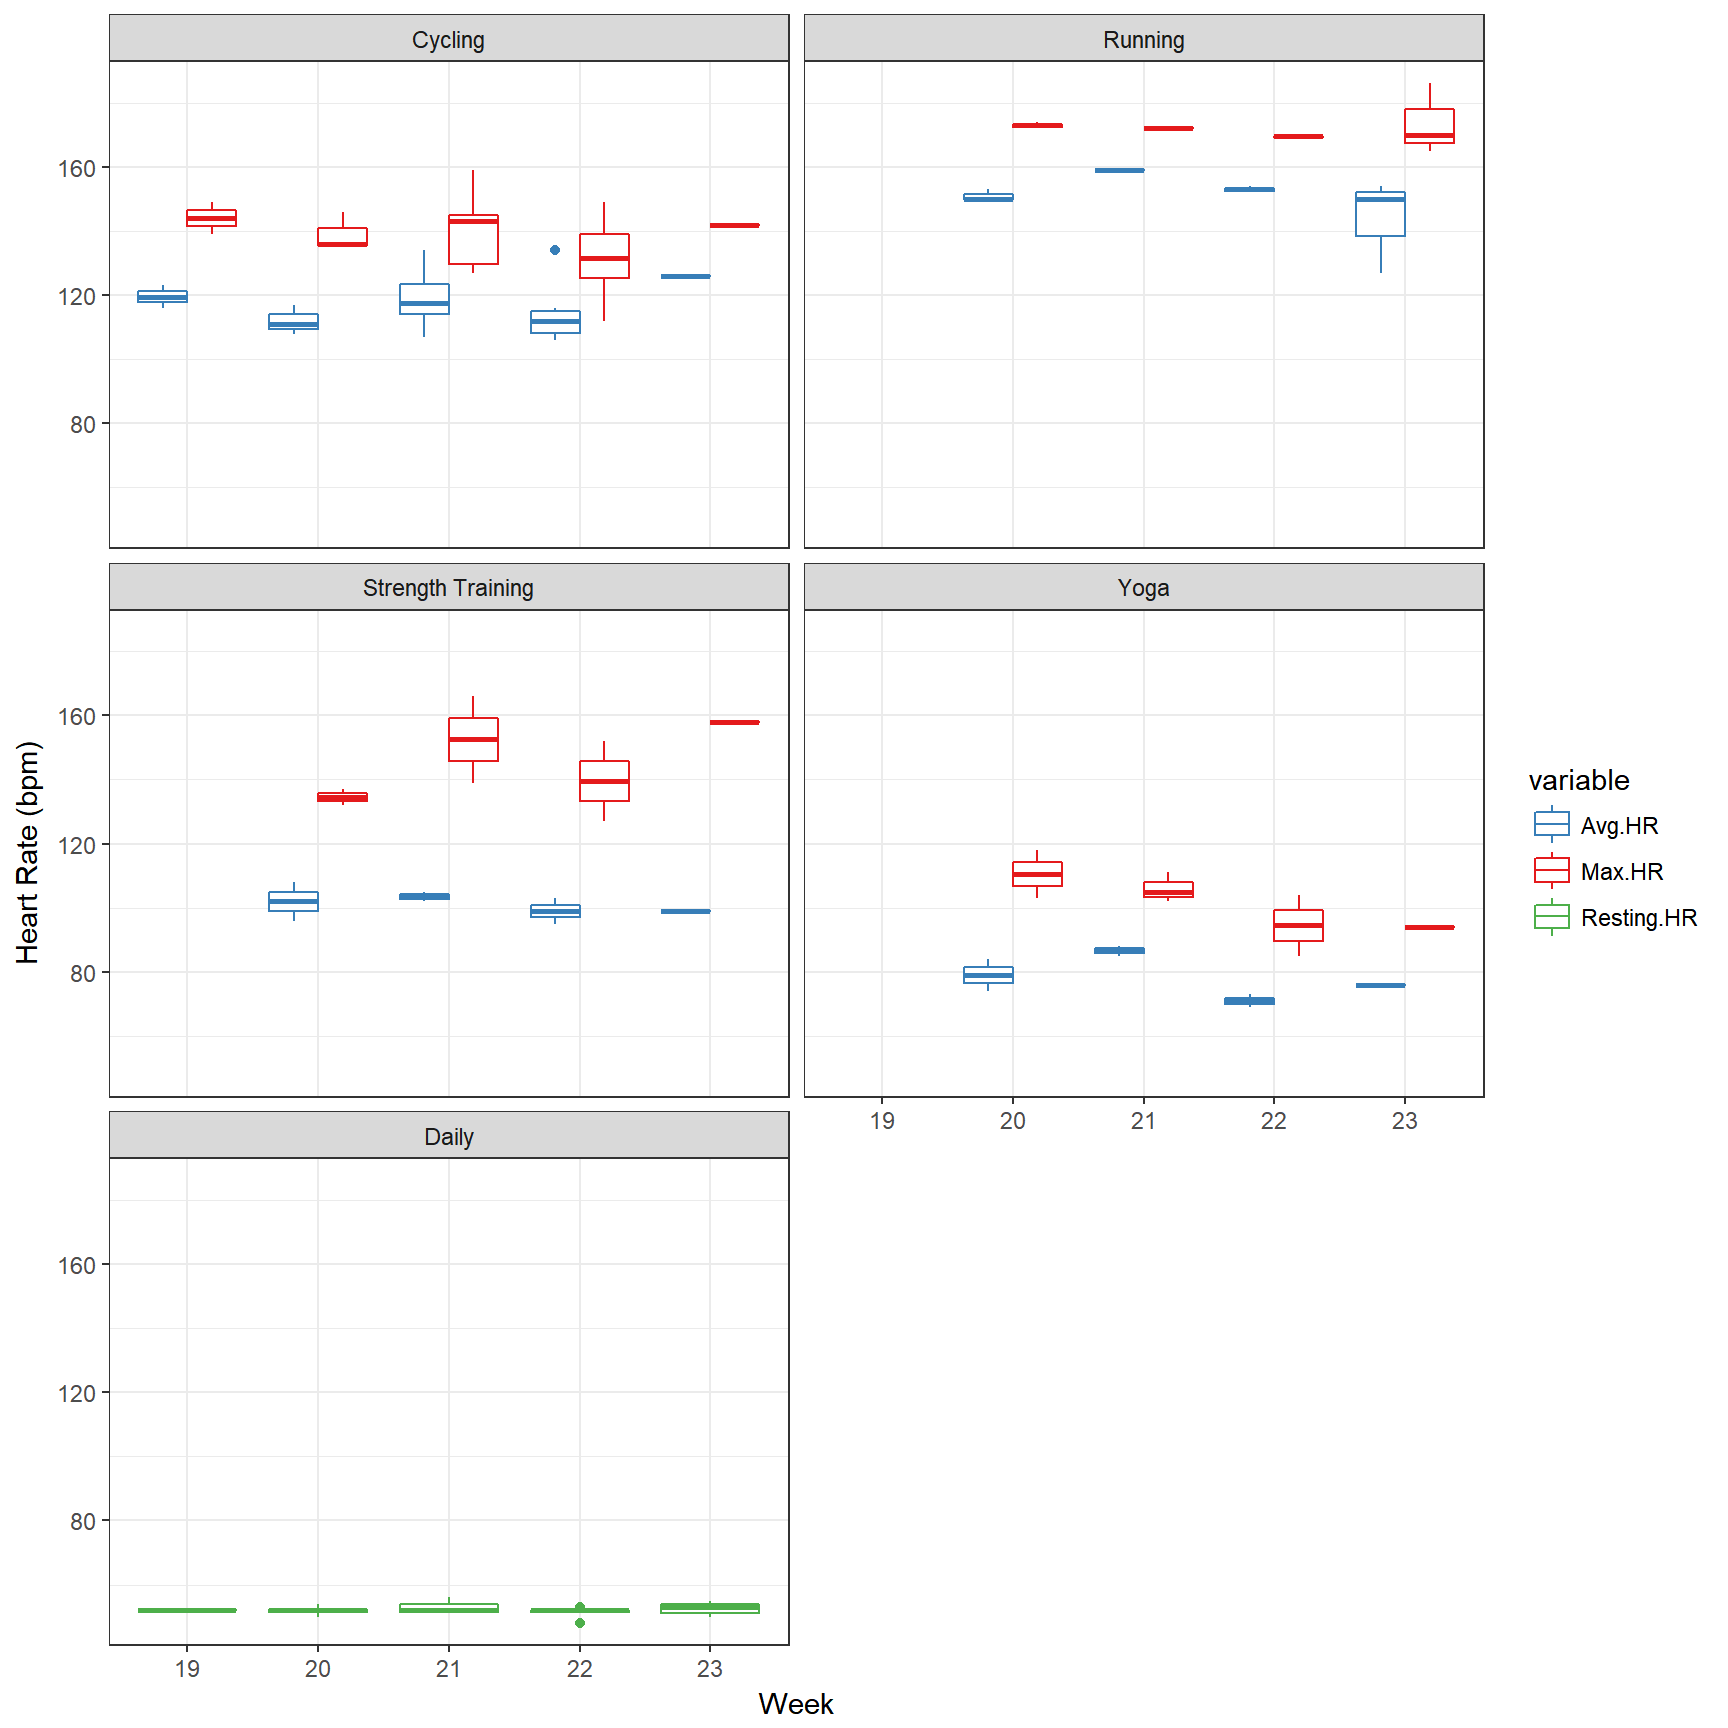 Cycling
Running
160
120
80
Strength Training
Yoga
160
120
80
19 20 21 22 23
Daily
160
120
80
19 20 21 22 23
Week
Heart Rate (bpm)
variable
Avg.HR
Max.HR
Resting.HR